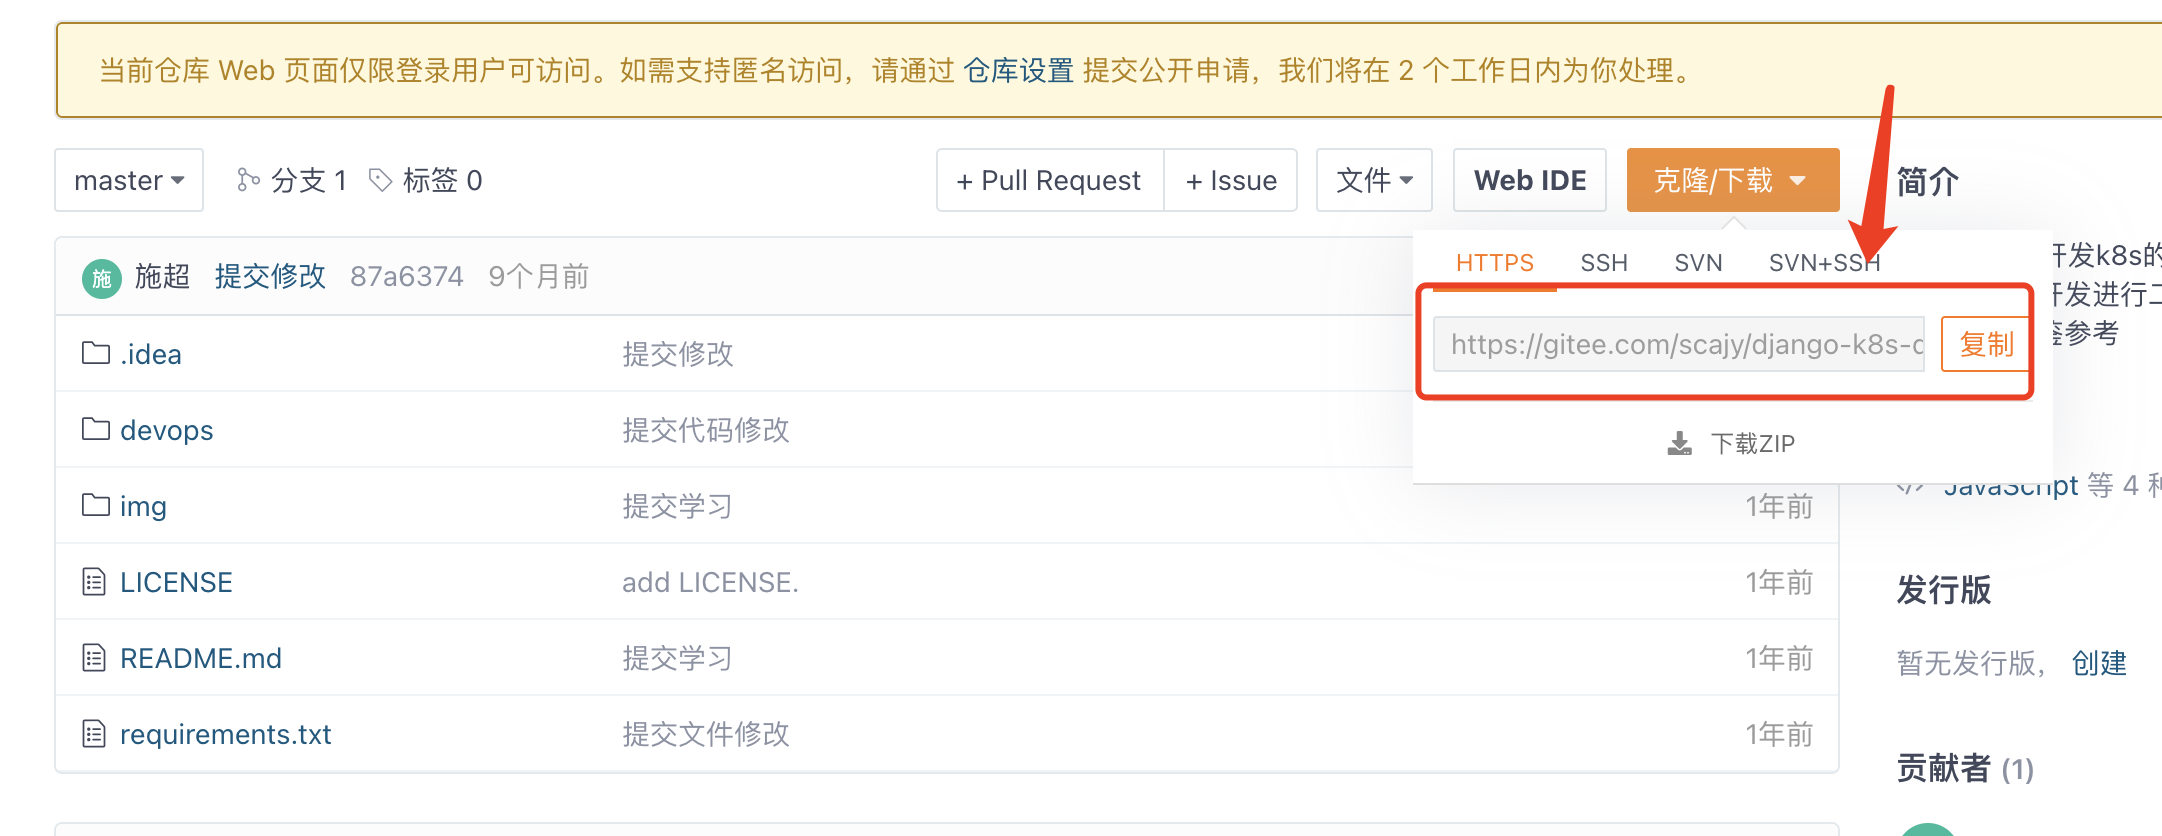 当前仓库 Web 页面仅限登录用户可访问。如需支持匿名访问，请通过 仓库设置 提交公开申请，我们将在 2 个工作日内为你处理。
master 分支 1 标签 0 + Pull Request + Issue 文件 Web IDE 克隆/下载 简介
HTTPS SSH SVN SVN+SSH
开发k8s的
施 施超 提交修改 87a6374 9个月前
开发进行工
参考
https://gitee.com/scajy/django-k8s- 复制
.idea 提交修改
devops 提交代码修改
下载ZIP
img 提交学习 1年前
JavaScript 等 4
LICENSE add LICENSE. 1年前
发行版
README.md 提交学习 1年前
暂无发行版， 创建
requirements.txt 提交文件修改 1年前
贡献者 (1)